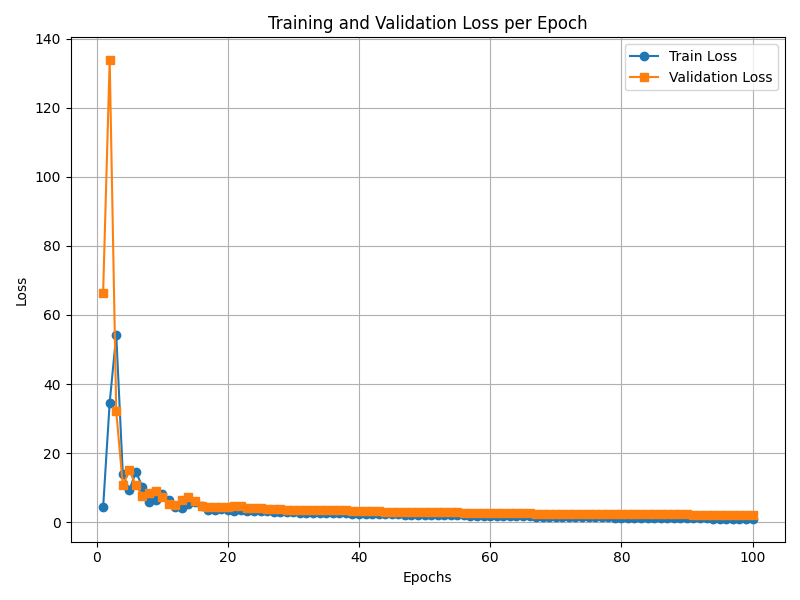 Training and Validation Loss per Epoch
Train Loss
Validation Loss
Loss
140
120
100
80
60
40
20
0
0 20 40 60 80 100
Epochs